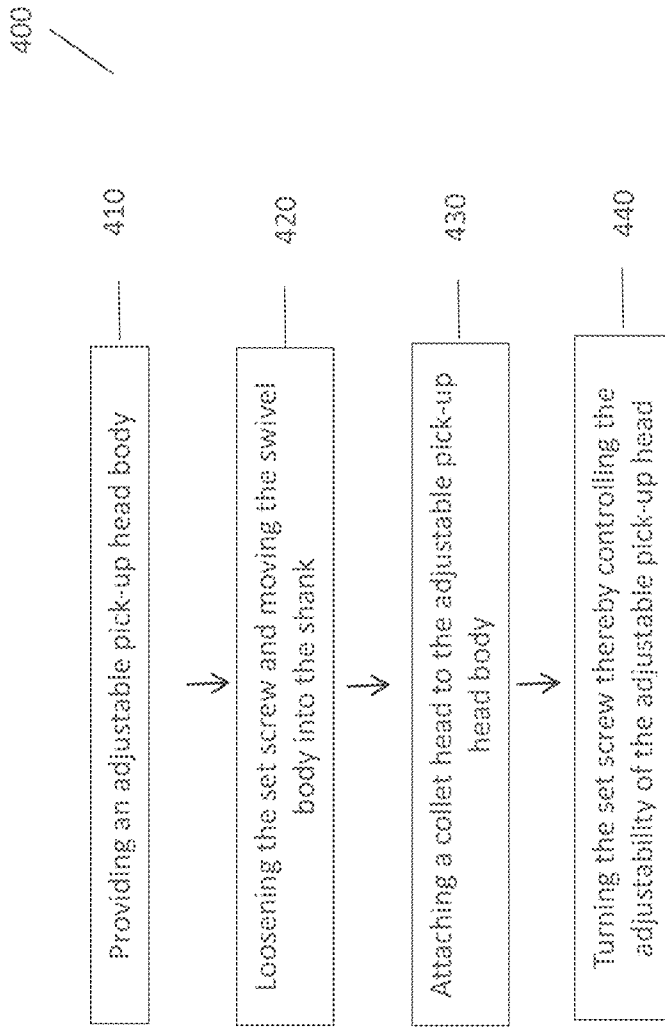 400
Providing an adjustable pick-up head body
410
Loosening the set screw and moving the swivel
body into the shank
420
Attaching a collet head to the adjustable pick-up
head body
430
Turning the set screw thereby controlling the
adjustability of the adjustable pick-up head
440